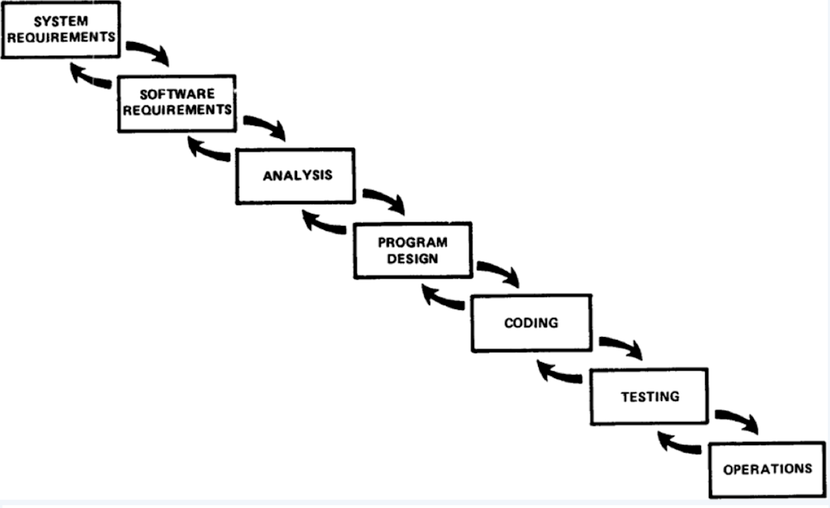 SYSTEM
REQUIREMENTS
SOFTWARE
REQUIREMENTS
ANALYSIS
PROGRAM
DESIGN
CODING
TESTING
OPERATIONS